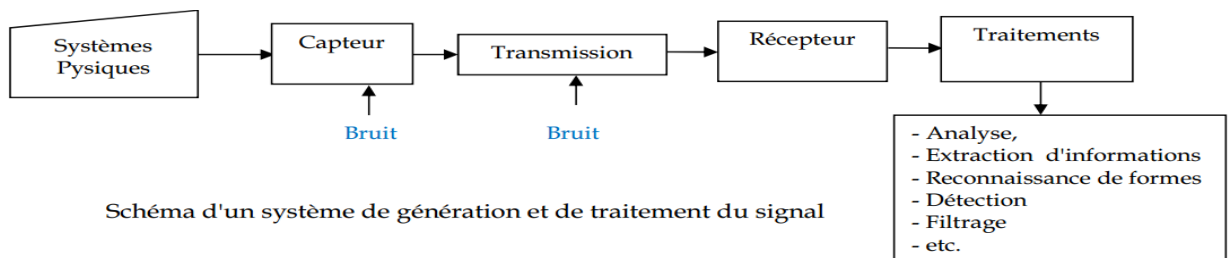 Systèmes
Pysiques
Capteur
Transmission
Récepteur
Traitements
Bruit
Bruit
- Analyse,
- Extraction d'informations
- Reconnaissance de formes
- Détection
- Filtrage
- etc.
Schéma d'un système de génération et de traitement du signal